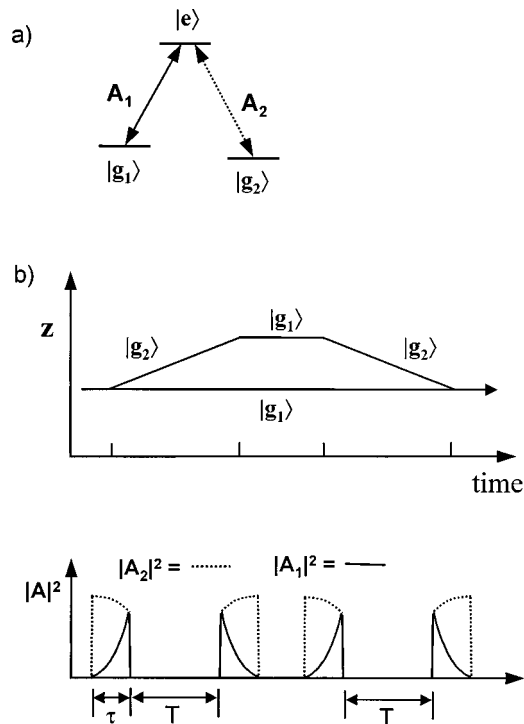 a)
|e⟩
A₁
A₂
|g₁⟩
|g₂⟩
b)
z
|g₂⟩
|g₁⟩
|g₂⟩
|g₁⟩
time
|A₂|² = ········ |A₁|² = ——
|A|²
τ T T